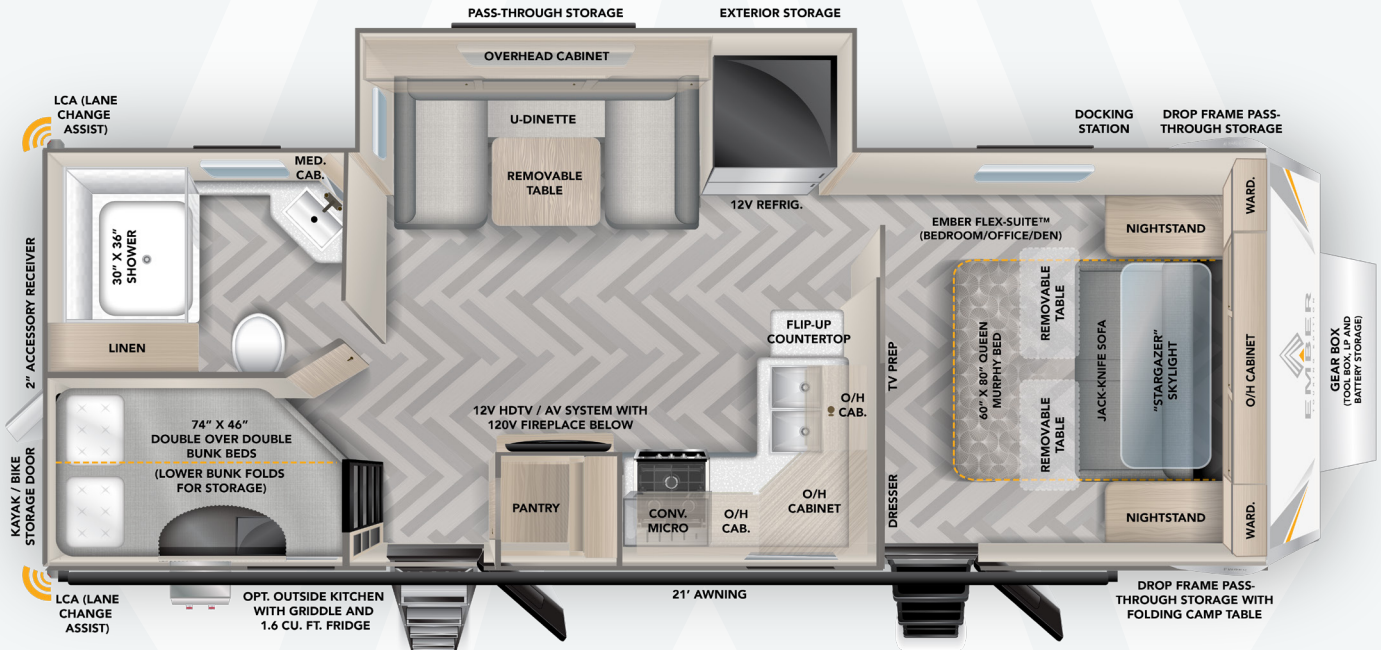 PASS-THROUGH STORAGE
EXTERIOR STORAGE
OVERHEAD CABINET
LCA (LANE
CHANGE
ASSIST)
U-DINETTE
DOCKING
STATION
DROP FRAME PASS-
THROUGH STORAGE
MED.
CAB.
REMOVABLE
TABLE
12V REFRIG.
WARD.
EMBER FLEX-SUITE™
(BEDROOM/OFFICE/DEN)
NIGHTSTAND
2" ACCESSORY RECEIVER
30" X 36"
SHOWER
LINEN
FLIP-UP
COUNTERTOP
TV PREP
60" X 80" QUEEN
MURPHY BED
REMOVABLE
TABLE
REMOVABLE
TABLE
JACK-KNIFE SOFA
"STARGAZER"
SKYLIGHT
O/H CABINET
EMBER
GEAR BOX
(TOOL BOX, LP AND
BATTERY STORAGE)
O/H
CAB.
12V HDTV / AV SYSTEM WITH
120V FIREPLACE BELOW
74" X 46"
DOUBLE OVER DOUBLE
BUNK BEDS
(LOWER BUNK FOLDS
FOR STORAGE)
KAYAK / BIKE
STORAGE DOOR
PANTRY
CONV.
MICRO
O/H
CAB.
O/H
CABINET
DRESSER
NIGHTSTAND
WARD.
LCA (LANE
CHANGE
ASSIST)
OPT. OUTSIDE KITCHEN
WITH GRIDDLE AND
1.6 CU. FT. FRIDGE
21' AWNING
DROP FRAME PASS-
THROUGH STORAGE WITH
FOLDING CAMP TABLE